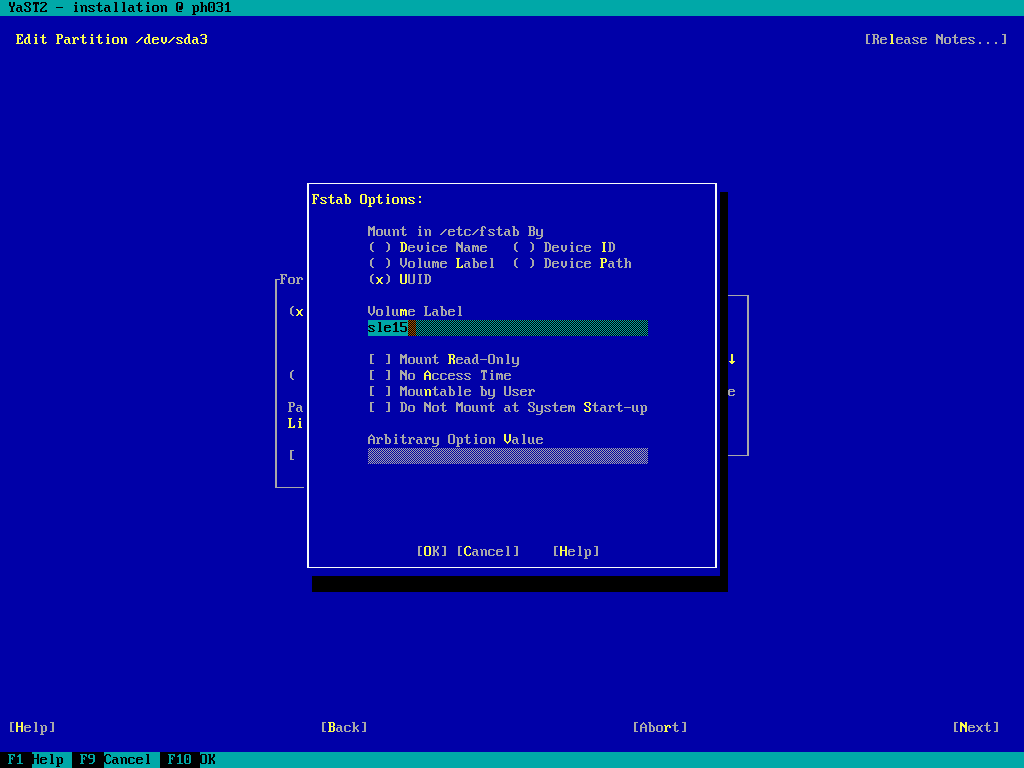 YaST2 - installation @ ph031
Edit Partition /dev/sda3 [Release Notes...]
Fstab Options:
Mount in /etc/fstab By
( ) Device Name ( ) Device ID
( ) Volume Label ( ) Device Path
For
(x) UUID
(x
Volume Label
sle15
[ ] Mount Read-Only
( [ ] No Access Time
[ ] Mountable by User e
Pa [ ] Do Not Mount at System Start-up
Li
Arbitrary Option Value
[
[OK] [Cancel] [Help]
[Help] [Back] [Abort] [Next]
F1 Help F9 Cancel F10 OK